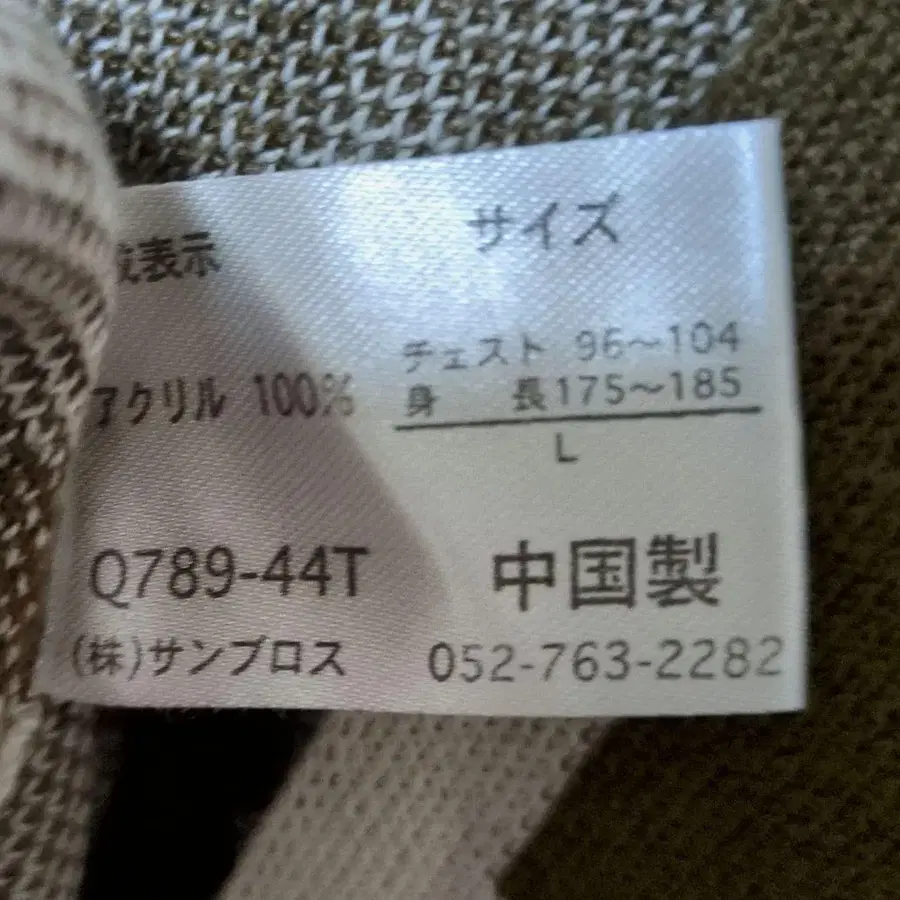 成表示
アクリル 100%
Q789-44T
(株)サンブロス
サイズ
チェスト 96～104
身 長175～185
L
中国製
052-763-2282